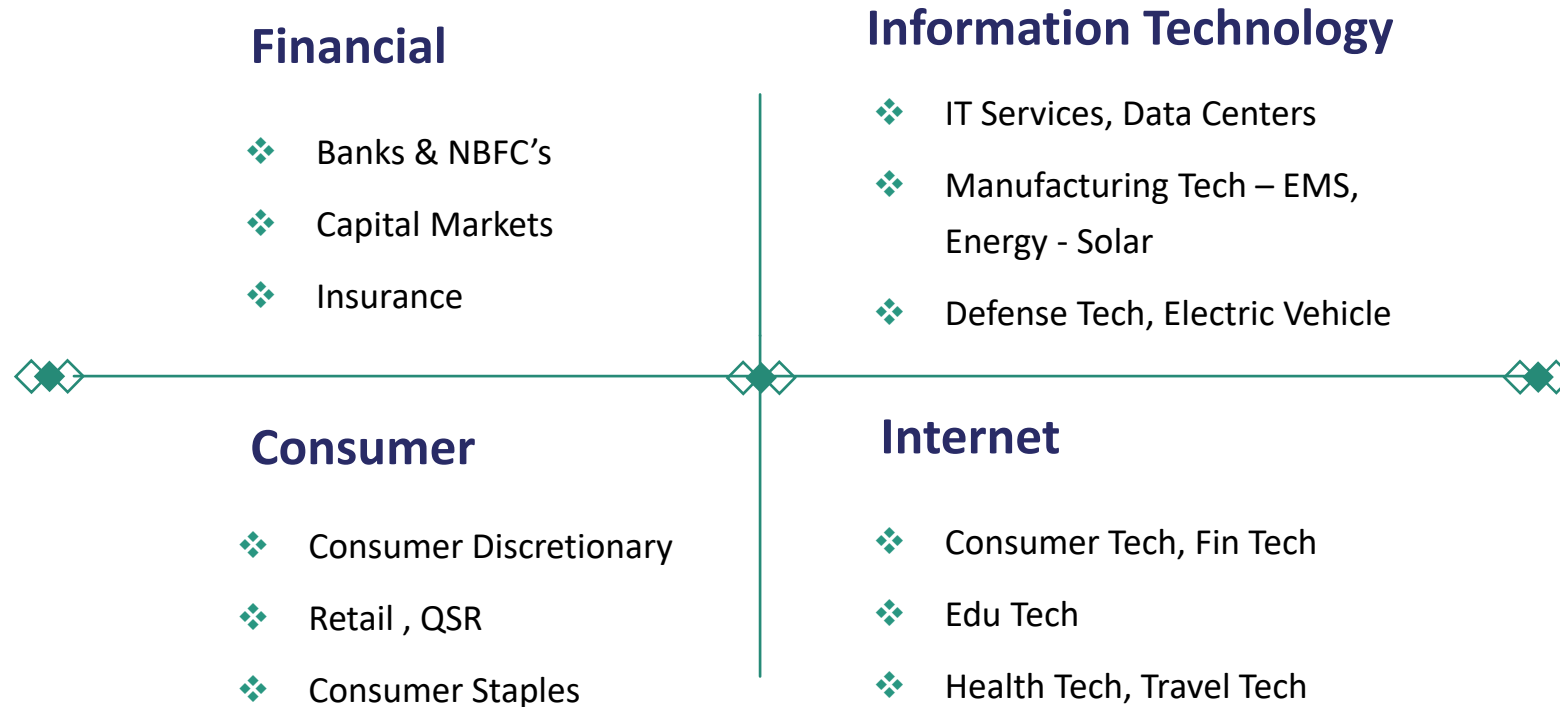 Financial
Banks & NBFC’s
Capital Markets
Insurance
Information Technology
IT Services, Data Centers
Manufacturing Tech – EMS,
Energy - Solar
Defense Tech, Electric Vehicle
Consumer
Consumer Discretionary
Retail , QSR
Consumer Staples
Internet
Consumer Tech, Fin Tech
Edu Tech
Health Tech, Travel Tech